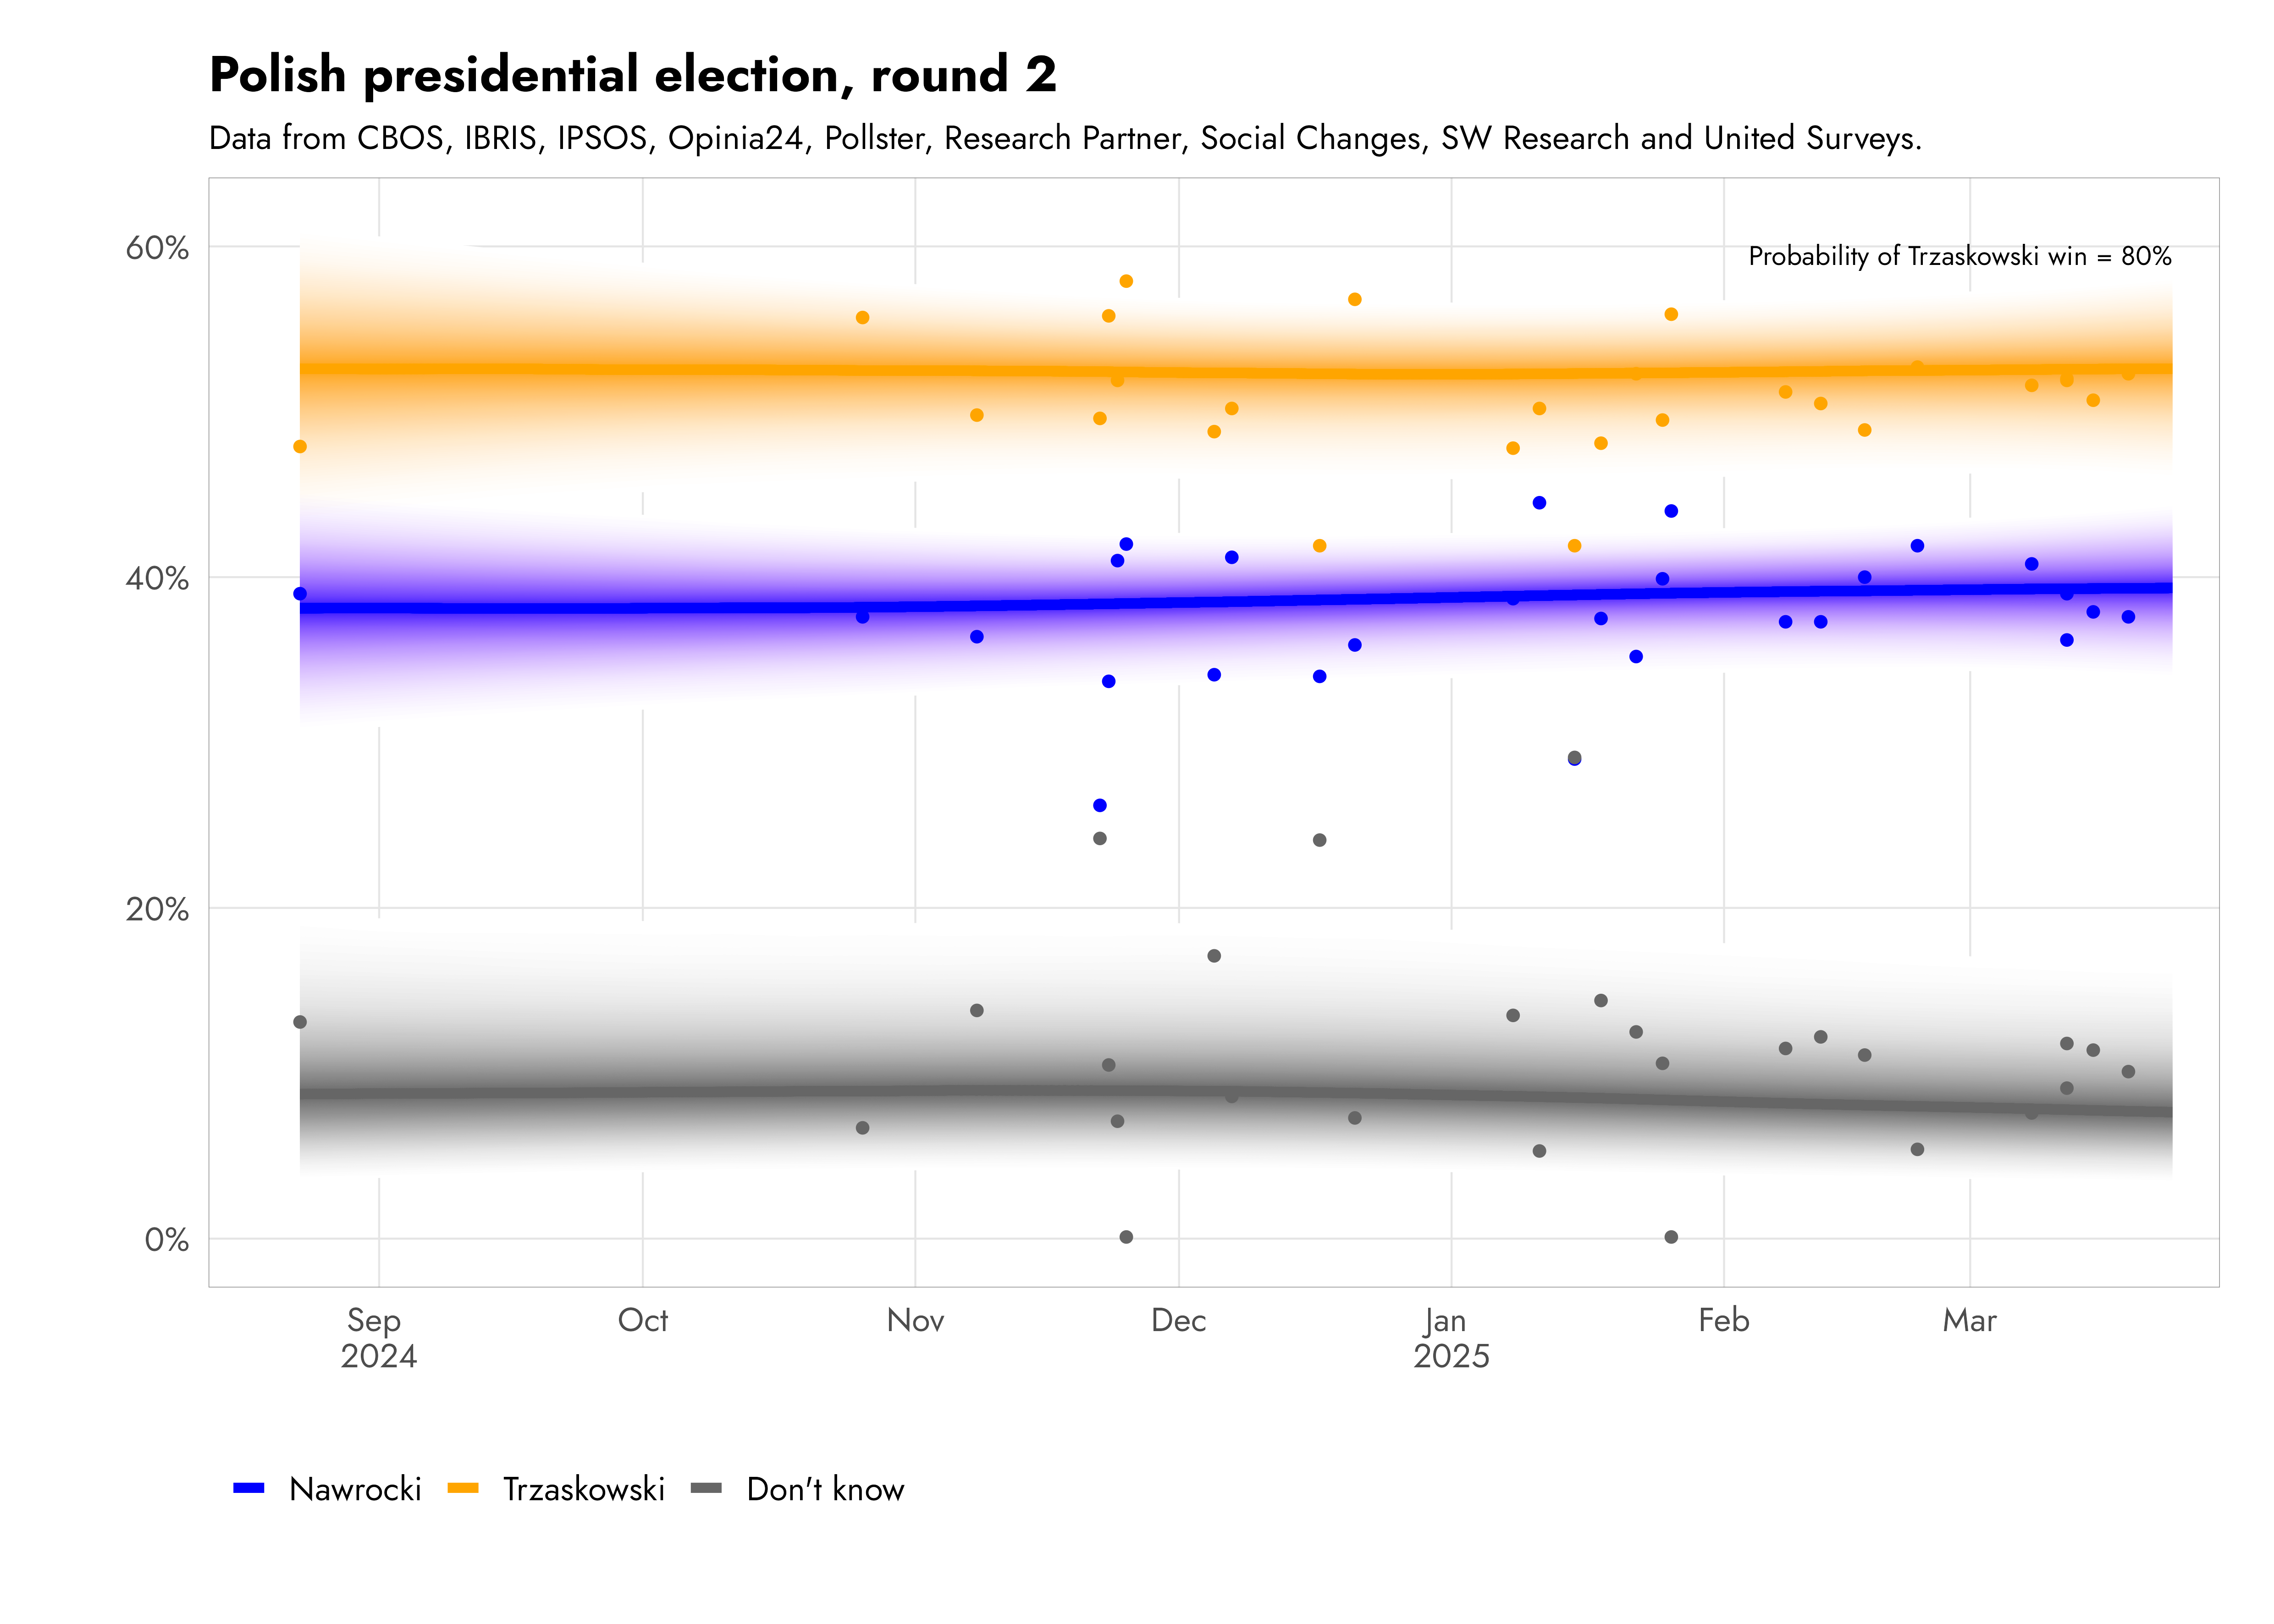 Polish presidential election, round 2
Data from CBOS, IBRIS, IPSOS, Opinia24, Pollster, Research Partner, Social Changes, SW Research and United Surveys.
60%
Probability of Trzaskowski win = 80%
40%
20%
0%
Sep Oct Nov Dec Jan Feb Mar
2024 2025
Nawrocki Trzaskowski Don't know